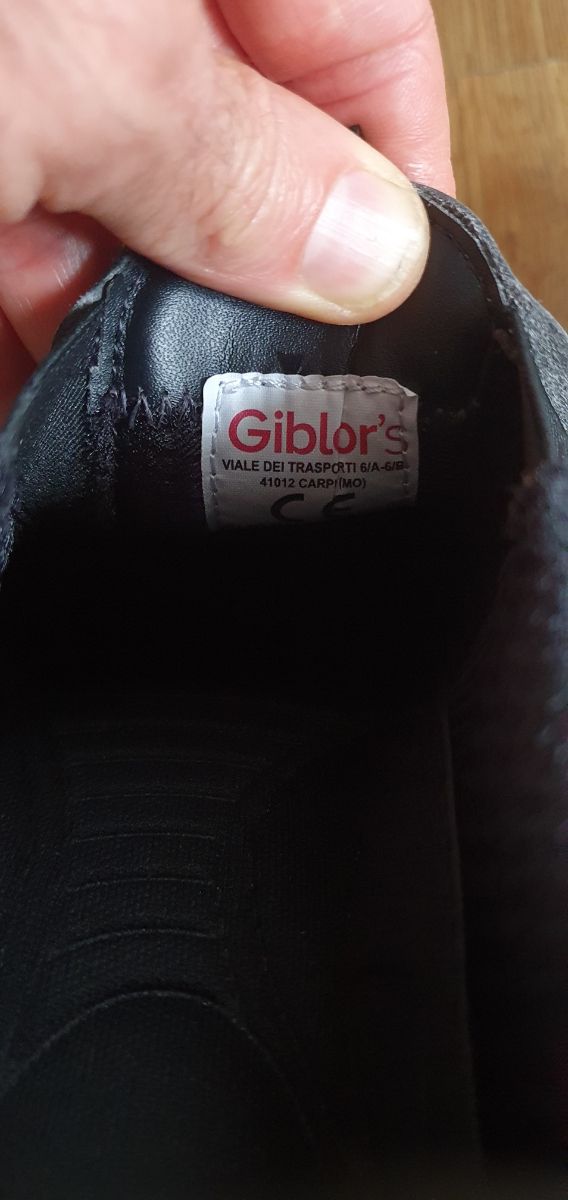 Giblor's
VIALE DEI TRASPORTI 6/A-6/B
41012 CARPI (MO)
CE